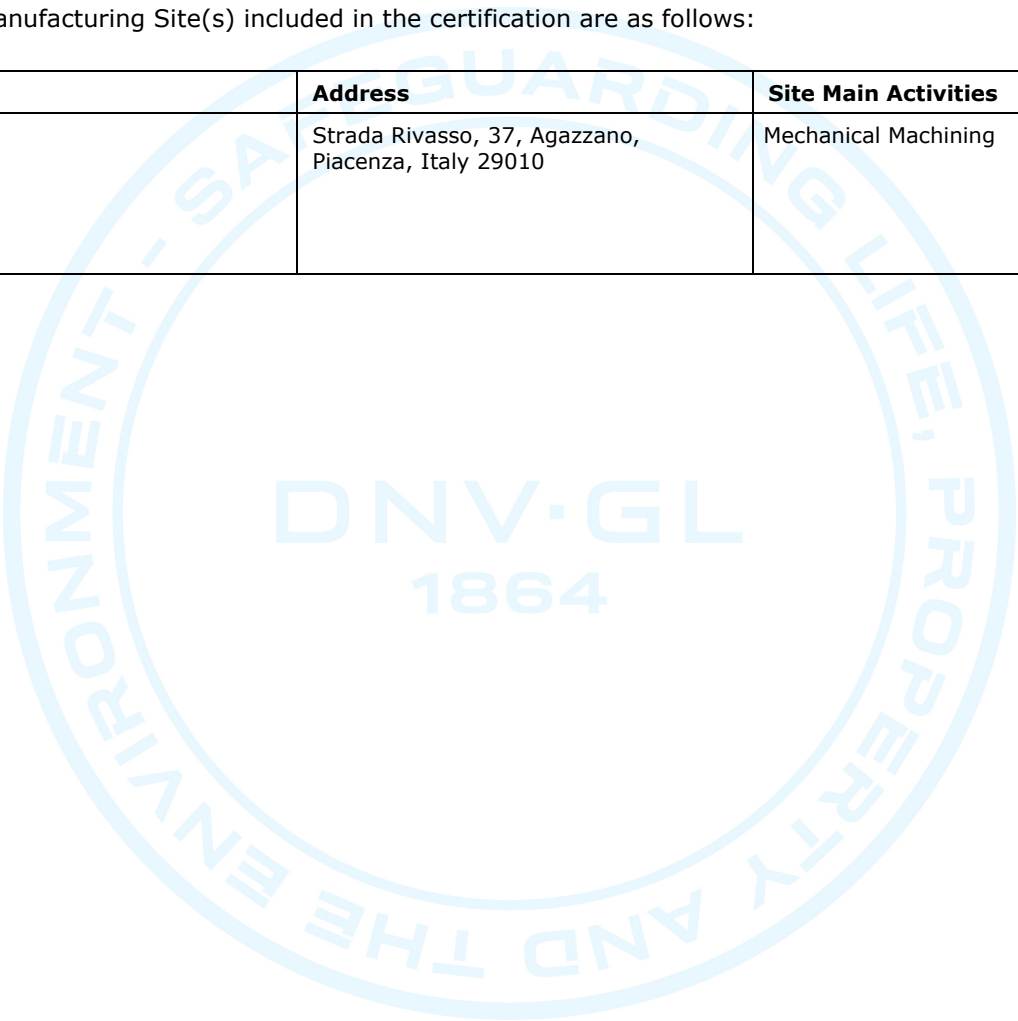 anufacturing Site(s) included in the certification are as follows:
Address
Site Main Activities
Strada Rivasso, 37, Agazzano,
Piacenza, Italy 29010
Mechanical Machining
SAFEGUARDING LIFE, PROPERTY AND THE ENVIRONMENT -
DNV·GL
1864